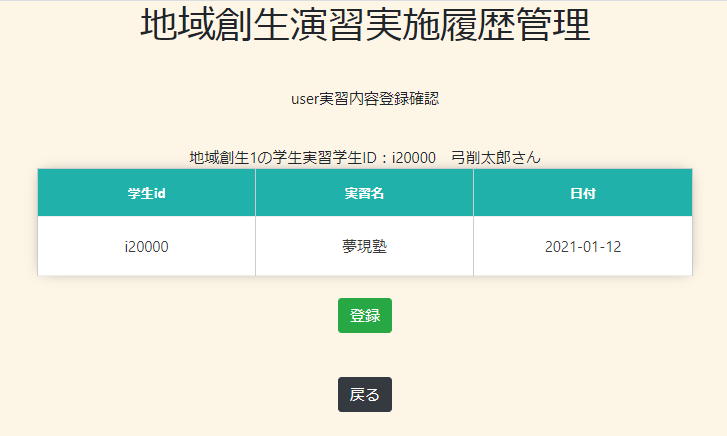 地域創生演習実施履歴管理
user実習内容登録確認
地域創生1の学生実習学生ID：i20000　弓削太郎さん
学生id 実習名 日付
i20000 夢現塾 2021-01-12
登録
戻る